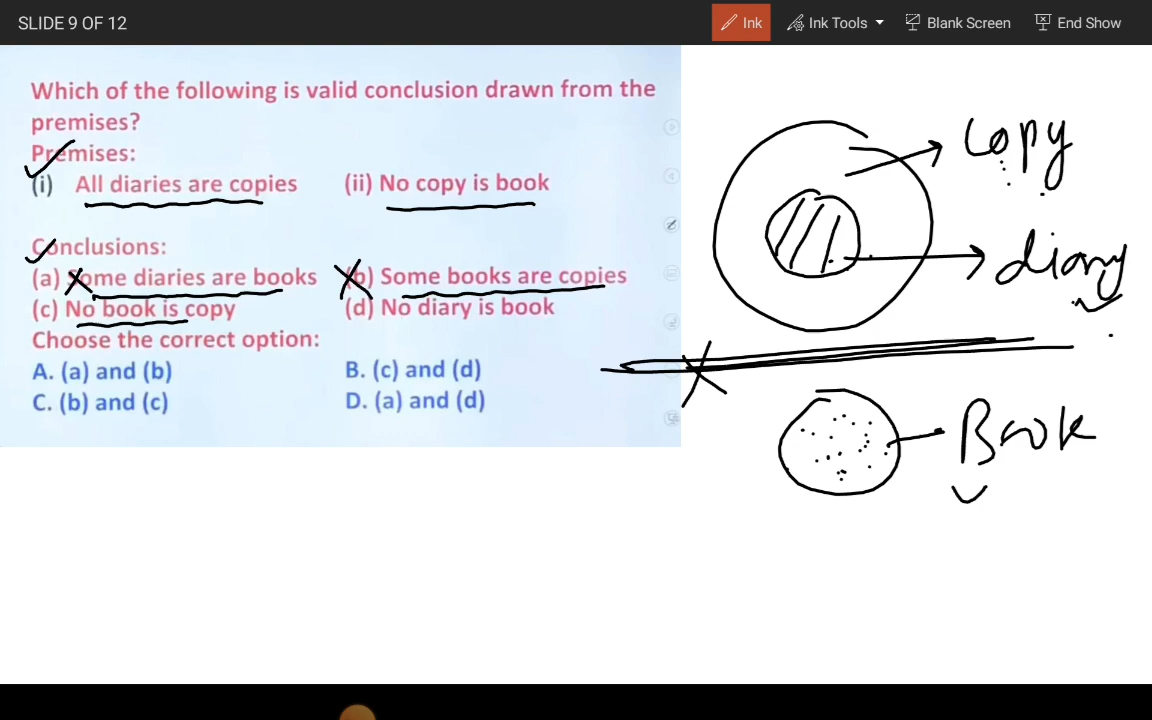 SLIDE 9 OF 12
Ink Ink Tools Blank Screen End Show
Which of the following is valid conclusion drawn from the
premises?
Premises:
(i) All diaries are copies (ii) No copy is book
Conclusions:
(a) Some diaries are books (b) Some books are copies
(c) No book is copy (d) No diary is book
Choose the correct option:
A. (a) and (b) B. (c) and (d)
C. (b) and (c) D. (a) and (d)
Copy
diary
Book